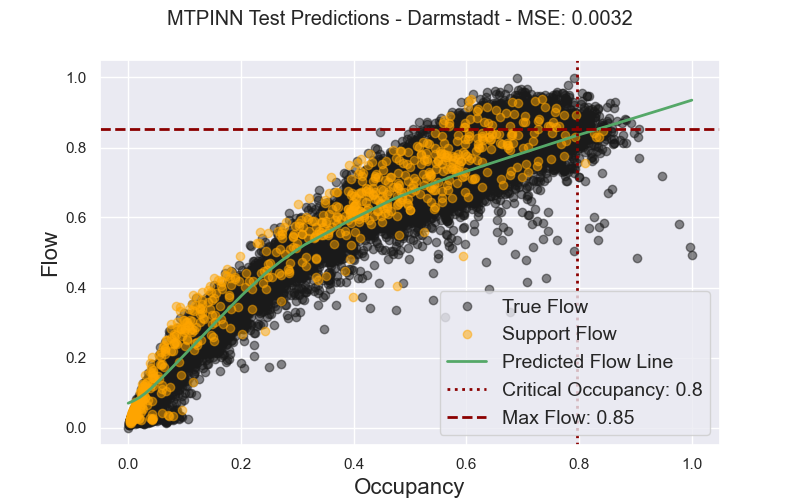 MTPINN Test Predictions - Darmstadt - MSE: 0.0032
1.0
0.8
0.6
0.4
0.2
0.0
Flow
True Flow
Support Flow
Predicted Flow Line
Critical Occupancy: 0.8
Max Flow: 0.85
0.0 0.2 0.4 0.6 0.8 1.0
Occupancy